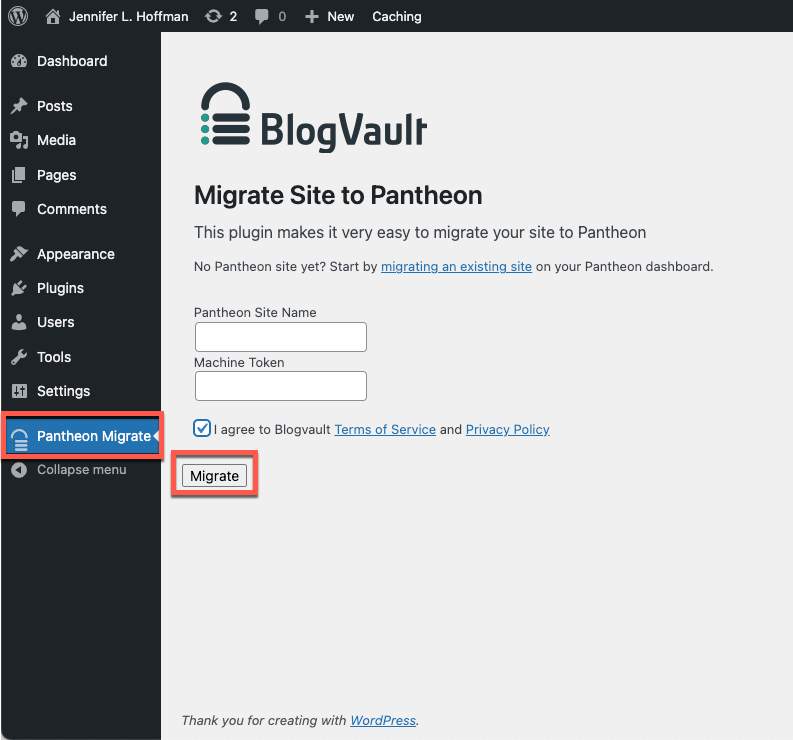 Jennifer L. Hoffman 2 0 New Caching
Dashboard
Posts
Media
Pages
Comments
Appearance
Plugins
Users
Tools
Settings
Pantheon Migrate
Collapse menu
BlogVault
Migrate Site to Pantheon
This plugin makes it very easy to migrate your site to Pantheon
No Pantheon site yet? Start by migrating an existing site on your Pantheon dashboard.
Pantheon Site Name
Machine Token
I agree to Blogvault Terms of Service and Privacy Policy
Migrate
Thank you for creating with WordPress.